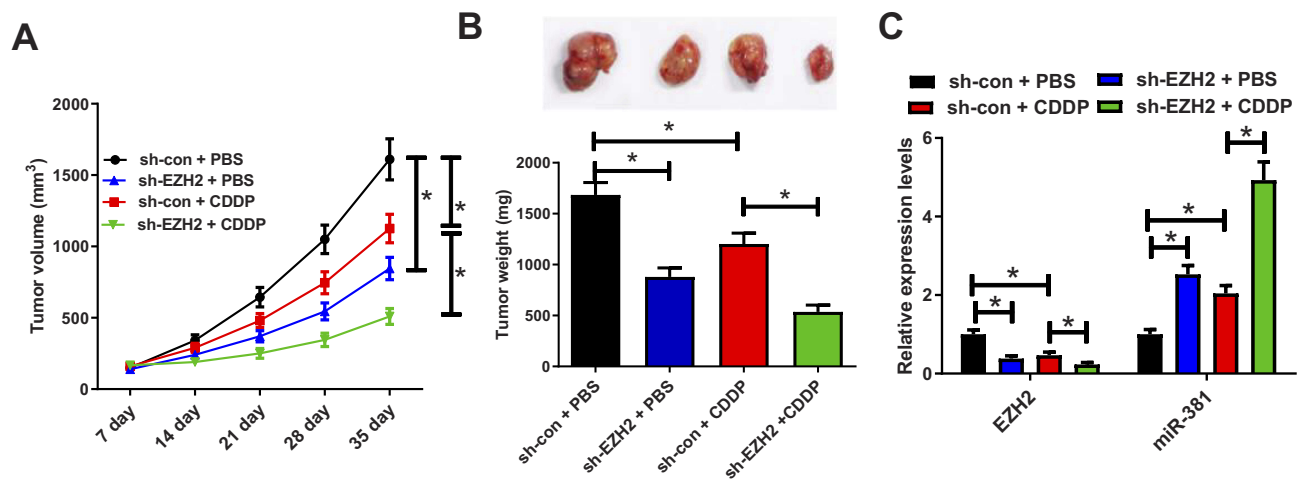 A
Tumor volume (mm3)
2000
1500
1000
500
0
sh-con + PBS
sh-EZH2 + PBS
sh-con + CDDP
sh-EZH2 + CDDP
*
*
*
7 day
14 day
21 day
28 day
35 day
B
Tumor weight (mg)
2000
1500
1000
500
0
*
*
*
sh-con + PBS
sh-EZH2 + PBS
sh-con + CDDP
sh-EZH2 +CDDP
C
sh-con + PBS
sh-EZH2 + PBS
sh-con + CDDP
sh-EZH2 + CDDP
Relative expression levels
6
4
2
0
*
*
*
*
*
*
EZH2
miR-381